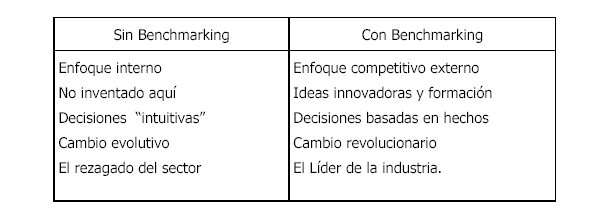 Sin Benchmarking	Con Benchmarking
Enfoque interno	Enfoque competitivo externo
No inventado aquí	Ideas innovadoras y formación
Decisiones “intuitivas”	Decisiones basadas en hechos
Cambio evolutivo	Cambio revolucionario
El rezagado del sector	El Líder de la industria.